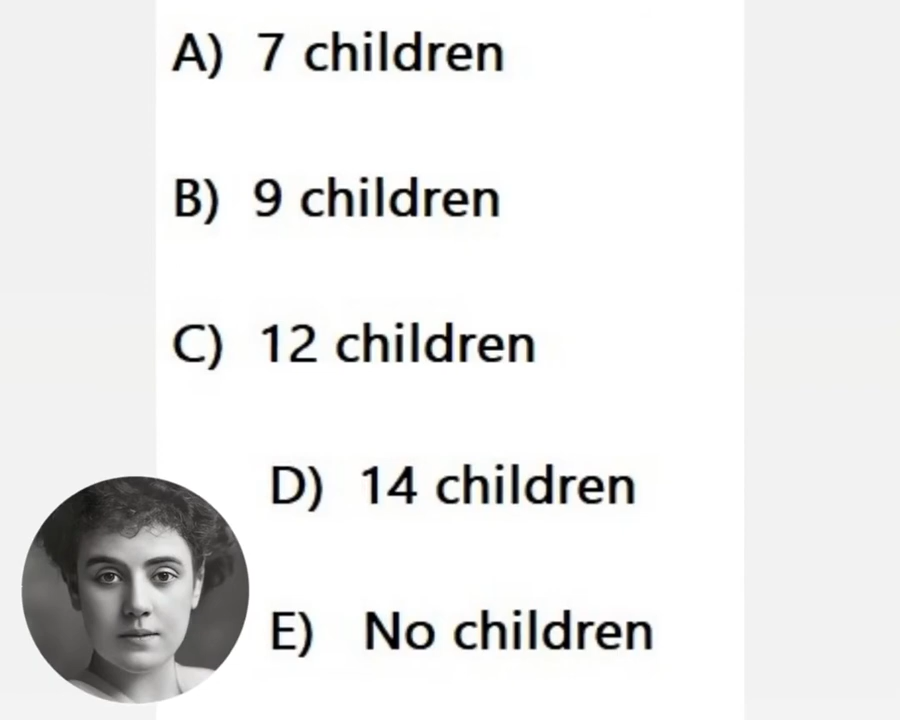 A) 7 children
B) 9 children
C) 12 children
D) 14 children
E) No children